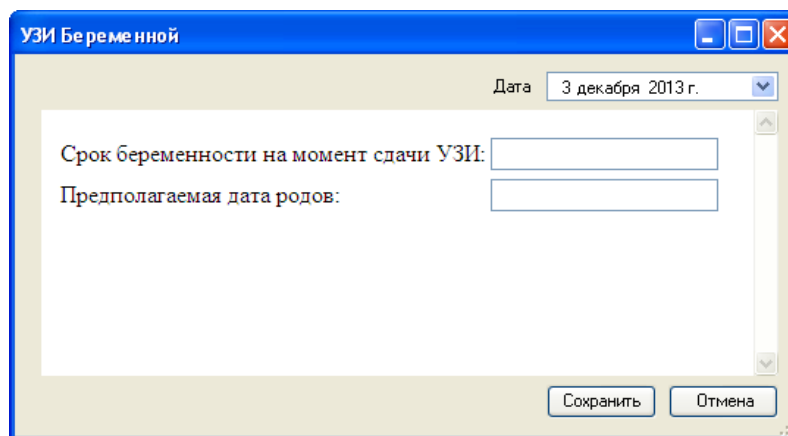 УЗИ Беременной
Дата 3 декабря 2013 г.
Срок беременности на момент сдачи УЗИ:
Предполагаемая дата родов:
Сохранить Отмена